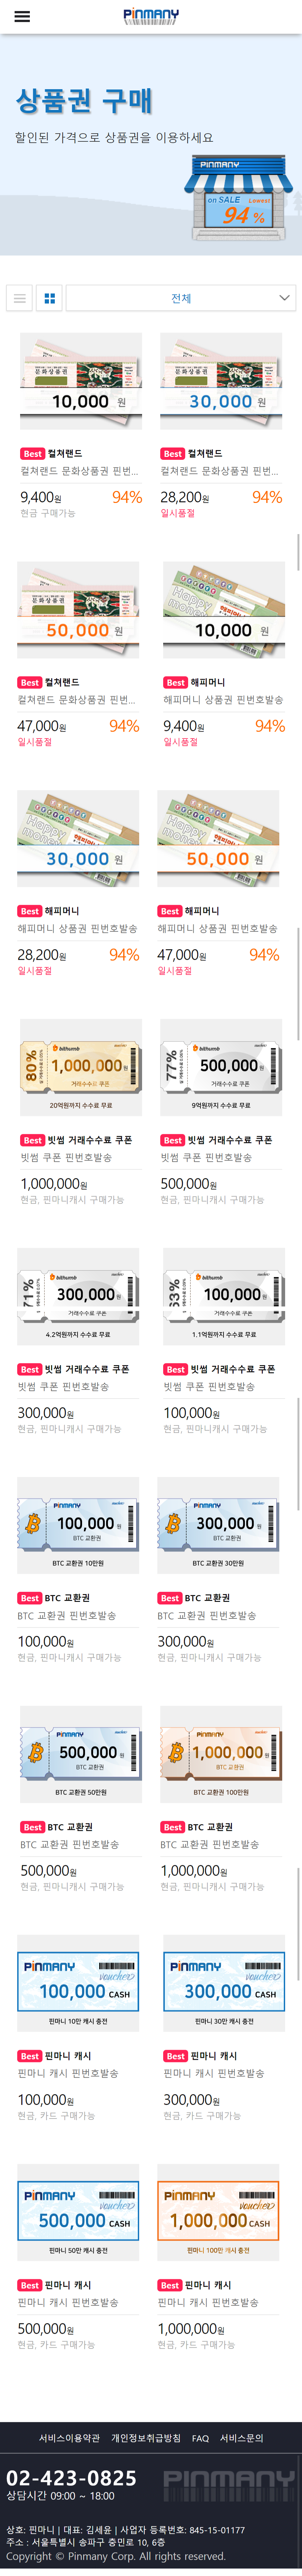 PINMANY
상품권 구매
할인된 가격으로 상품권을 이용하세요
PINMANY
on SALE Lowest
94 %
전체
문화상품권
10,000 원
Best 컬쳐랜드
컬쳐랜드 문화상품권 핀번...
9,400원 94%
현금 구매가능
문화상품권
30,000 원
Best 컬쳐랜드
컬쳐랜드 문화상품권 핀번...
28,200원 94%
일시품절
문화상품권
50,000 원
Best 컬쳐랜드
컬쳐랜드 문화상품권 핀번...
47,000원 94%
일시품절
Happy money
10,000 원
Best 해피머니
해피머니 상품권 핀번호발송
9,400원 94%
일시품절
Happy money
30,000 원
Best 해피머니
해피머니 상품권 핀번호발송
28,200원 94%
일시품절
Happy money
50,000 원
Best 해피머니
해피머니 상품권 핀번호발송
47,000원 94%
일시품절
80%
bithumb
1,000,000 원
거래수수료 쿠폰
20억원까지 수수료 무료
Best 빗썸 거래수수료 쿠폰
빗썸 쿠폰 핀번호발송
1,000,000원
현금, 핀마니캐시 구매가능
77%
500,000 원
거래수수료 쿠폰
9억원까지 수수료 무료
Best 빗썸 거래수수료 쿠폰
빗썸 쿠폰 핀번호발송
500,000원
현금, 핀마니캐시 구매가능
71%
bithumb
300,000 원
거래수수료 쿠폰
4.2억원까지 수수료 무료
Best 빗썸 거래수수료 쿠폰
빗썸 쿠폰 핀번호발송
300,000원
현금, 핀마니캐시 구매가능
63%
bithumb
100,000 원
거래수수료 쿠폰
1.1억원까지 수수료 무료
Best 빗썸 거래수수료 쿠폰
빗썸 쿠폰 핀번호발송
100,000원
현금, 핀마니캐시 구매가능
PINMANY
100,000 원
BTC 교환권
BTC 교환권 10만원
Best BTC 교환권
BTC 교환권 핀번호발송
100,000원
현금, 핀마니캐시 구매가능
PINMANY
300,000 원
BTC 교환권
BTC 교환권 30만원
Best BTC 교환권
BTC 교환권 핀번호발송
300,000원
현금, 핀마니캐시 구매가능
PINMANY
500,000 원
BTC 교환권
BTC 교환권 50만원
Best BTC 교환권
BTC 교환권 핀번호발송
500,000원
현금, 핀마니캐시 구매가능
PINMANY
1,000,000 원
BTC 교환권
BTC 교환권 100만원
Best BTC 교환권
BTC 교환권 핀번호발송
1,000,000원
현금, 핀마니캐시 구매가능
PINMANY
voucher
100,000 CASH
핀마니 10만 캐시 충전
Best 핀마니 캐시
핀마니 캐시 핀번호발송
100,000원
현금, 카드 구매가능
PINMANY
voucher
300,000 CASH
핀마니 30만 캐시 충전
Best 핀마니 캐시
핀마니 캐시 핀번호발송
300,000원
현금, 카드 구매가능
PINMANY
voucher
500,000 CASH
핀마니 50만 캐시 충전
Best 핀마니 캐시
핀마니 캐시 핀번호발송
500,000원
현금, 카드 구매가능
PINMANY
voucher
1,000,000 CASH
핀마니 100만 캐시 충전
Best 핀마니 캐시
핀마니 캐시 핀번호발송
1,000,000원
현금, 카드 구매가능
서비스이용약관 개인정보취급방침 FAQ 서비스문의
02-423-0825
상담시간 09:00 ~ 18:00
PINMANY
상호: 핀마니 | 대표: 김세윤 | 사업자 등록번호: 845-15-01177
주소 : 서울특별시 송파구 충민로 10, 6층
Copyright © Pinmany Corp. All rights reserved.